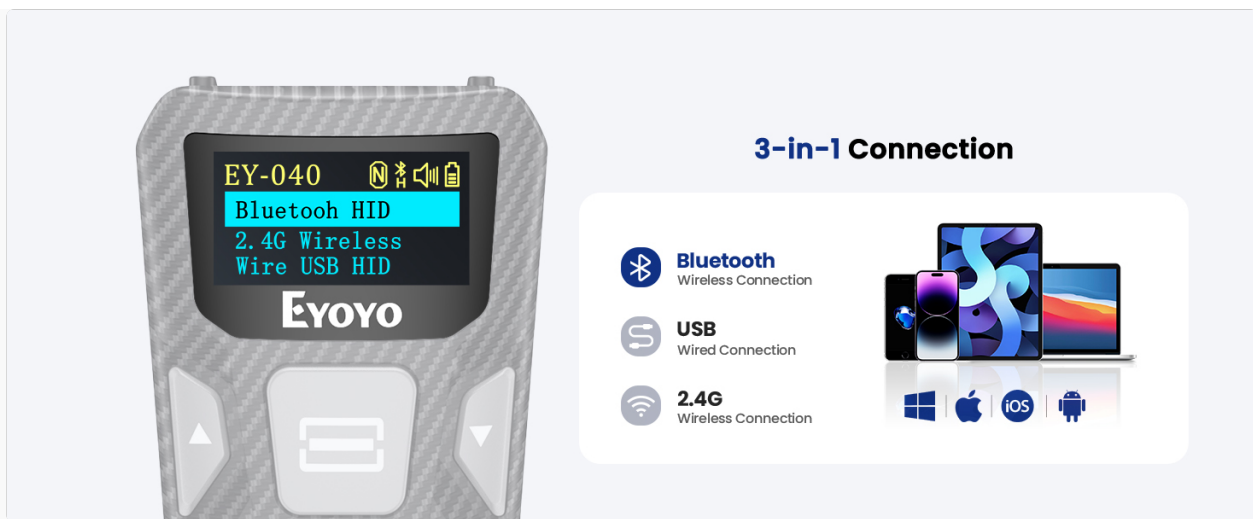 EY-040
Bluetooh HID
2.4G Wireless
Wire USB HID
EYOYO
3-in-1 Connection
Bluetooth
Wireless Connection
USB
Wired Connection
2.4G
Wireless Connection
iOS